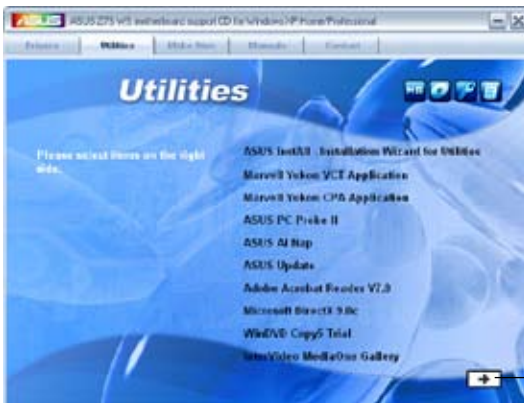 ASUS
motherboard support CD for Windows XP Home/Professional
Drivers Utilities Make Disk Manuals Contact
Utilities
Please select items on the right
side.
ASUS InstAll - Installation Wizard for Utilities
Marvell Yukon VCT Application
Marvell Yukon CPA Application
ASUS PC Probe II
ASUS AI Nap
ASUS Update
Adobe Acrobat Reader V7.0
Microsoft DirectX 9.0c
WinDVD Copy5 Trial
InterVideo MediaOne Gallery